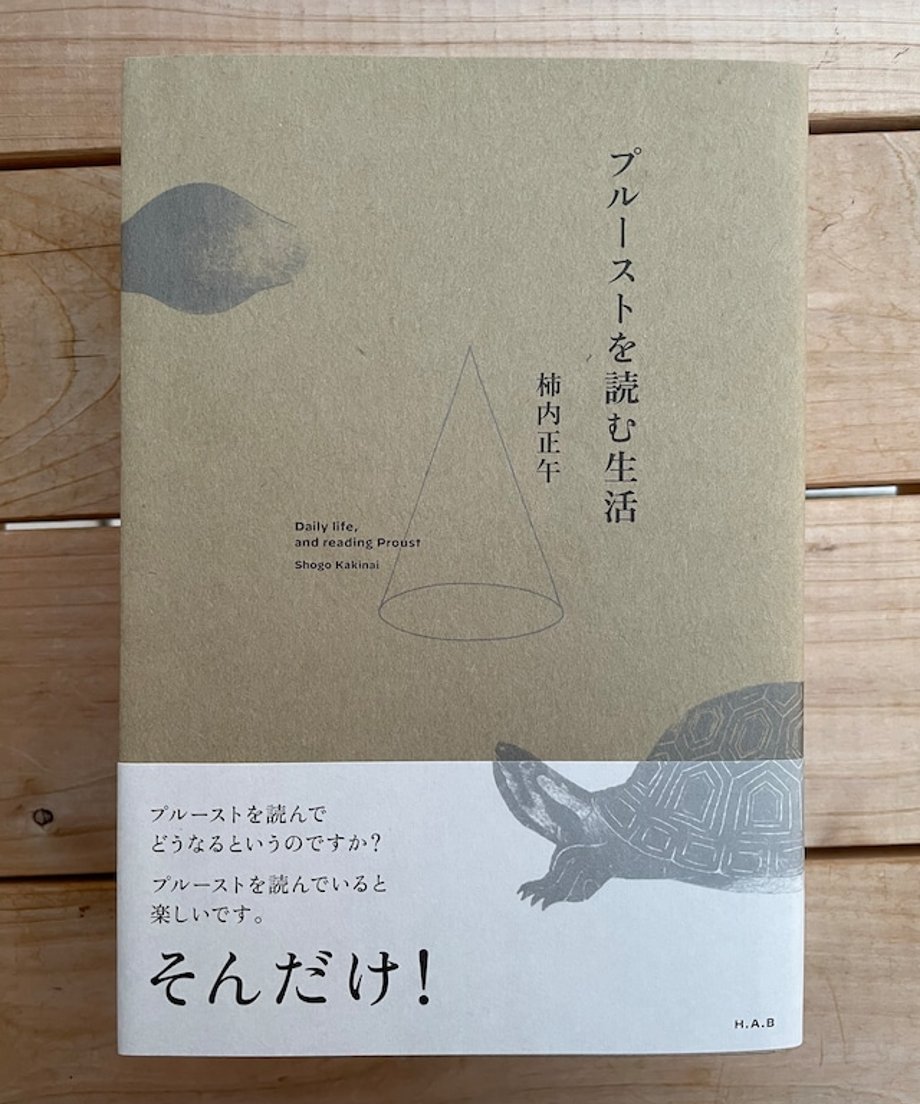 プルーストを読む生活
柿内正午
Daily life,
and reading Proust
Shogo Kakinai
プルーストを読んで
どうなるというのですか?
プルーストを読んでいると
楽しいです。
そんだけ!
H.A.B